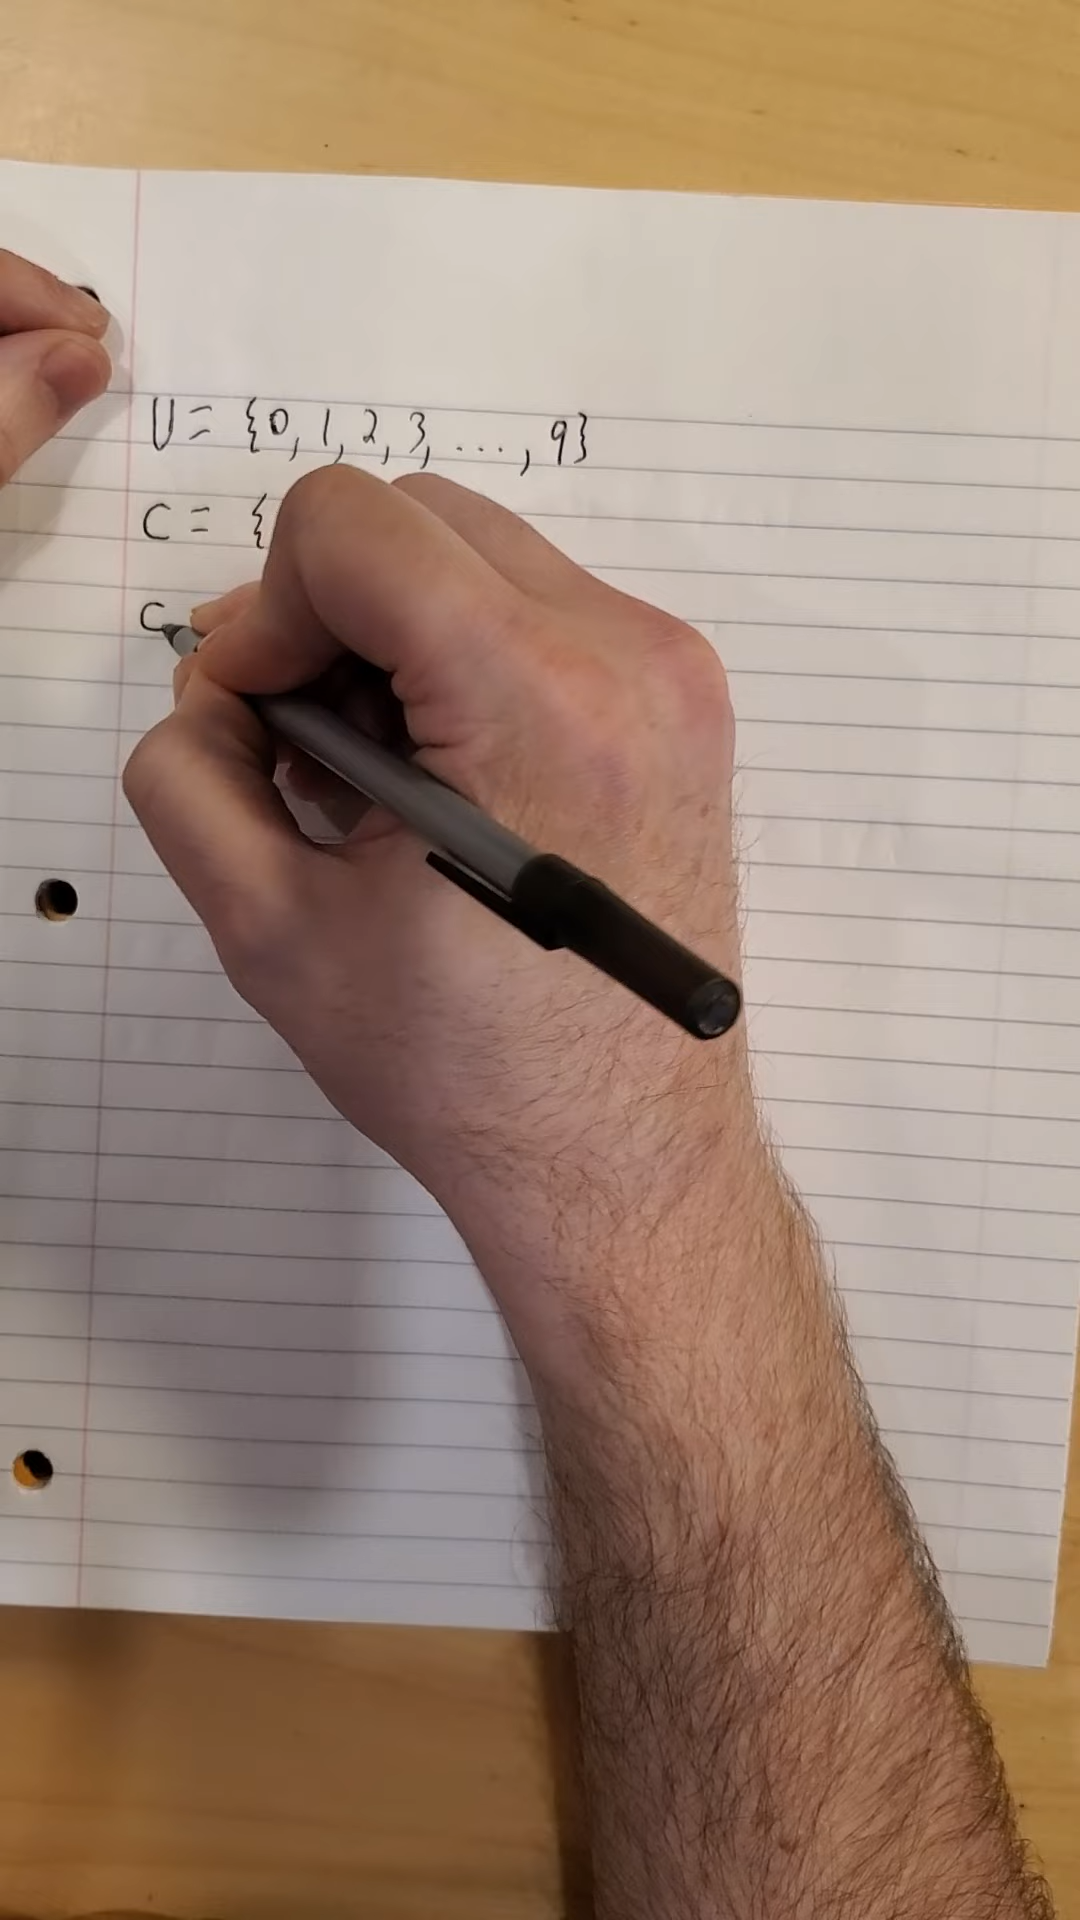 U = {0, 1, 2, 3, ..., 9}
C = {
C